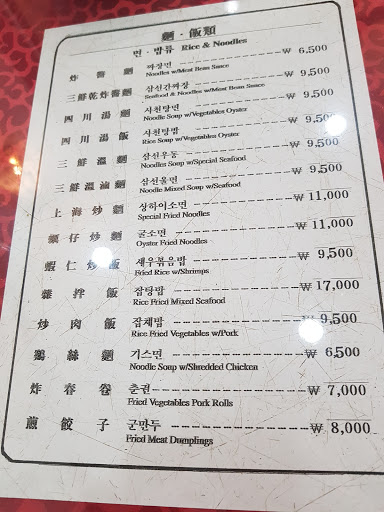 麵·飯類
면·밥류 Rice & Noodles
炸醬麵 짜장면 ₩ 6,500
Noodles w/Meat Bean Sauce
三鮮乾炸醬麵 삼선간짜장 ₩ 9,500
Seafood & Noodles w/Meat Bean Sauce
四川湯麵 사천탕면 ₩ 9,500
Noodle Soup w/Vegetables Oyster
四川湯飯 사천탕밥 ₩ 9,500
Rice Soup w/Vegetables Oyster
三鮮溫麵 삼선우동 ₩ 9,500
Noodles Soup w/Special Seafood
三鮮溫滷麵 삼선울면 ₩ 9,500
Noodle Mixed Soup w/Seafood
上海炒麵 상하이소면 ₩ 11,000
Special Fried Noodles
蠣仔炒麵 굴소면 ₩ 11,000
Oyster Fried Noodles
蝦仁炒飯 새우볶음밥 ₩ 9,500
Fried Rice w/Shrimps
雜拌飯 잡탕밥 ₩ 17,000
Rice Fried Mixed Seafood
炒肉飯 잡채밥 ₩ 9,500
Rice Fried Vegetables w/Pork
鷄絲麵 기스면 ₩ 6,500
Noodle Soup w/Shredded Chicken
炸春卷 춘권 ₩ 7,000
Fried Vegetables Pork Rolls
煎餃子 군만두 ₩ 8,000
Fried Meat Dumplings